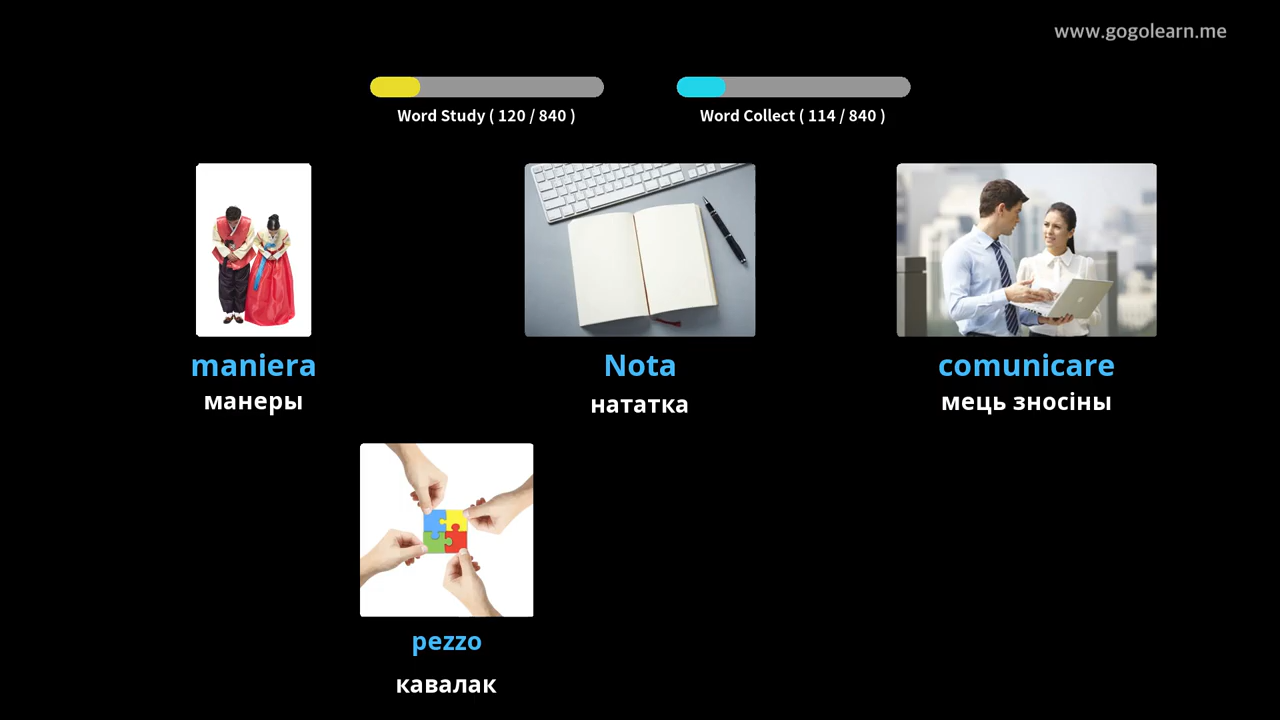 www.gogolearn.me
Word Study ( 120 / 840 )
Word Collect ( 114 / 840 )
maniera
манеры
Nota
нататка
comunicare
мець зносіны
pezzo
кавалак